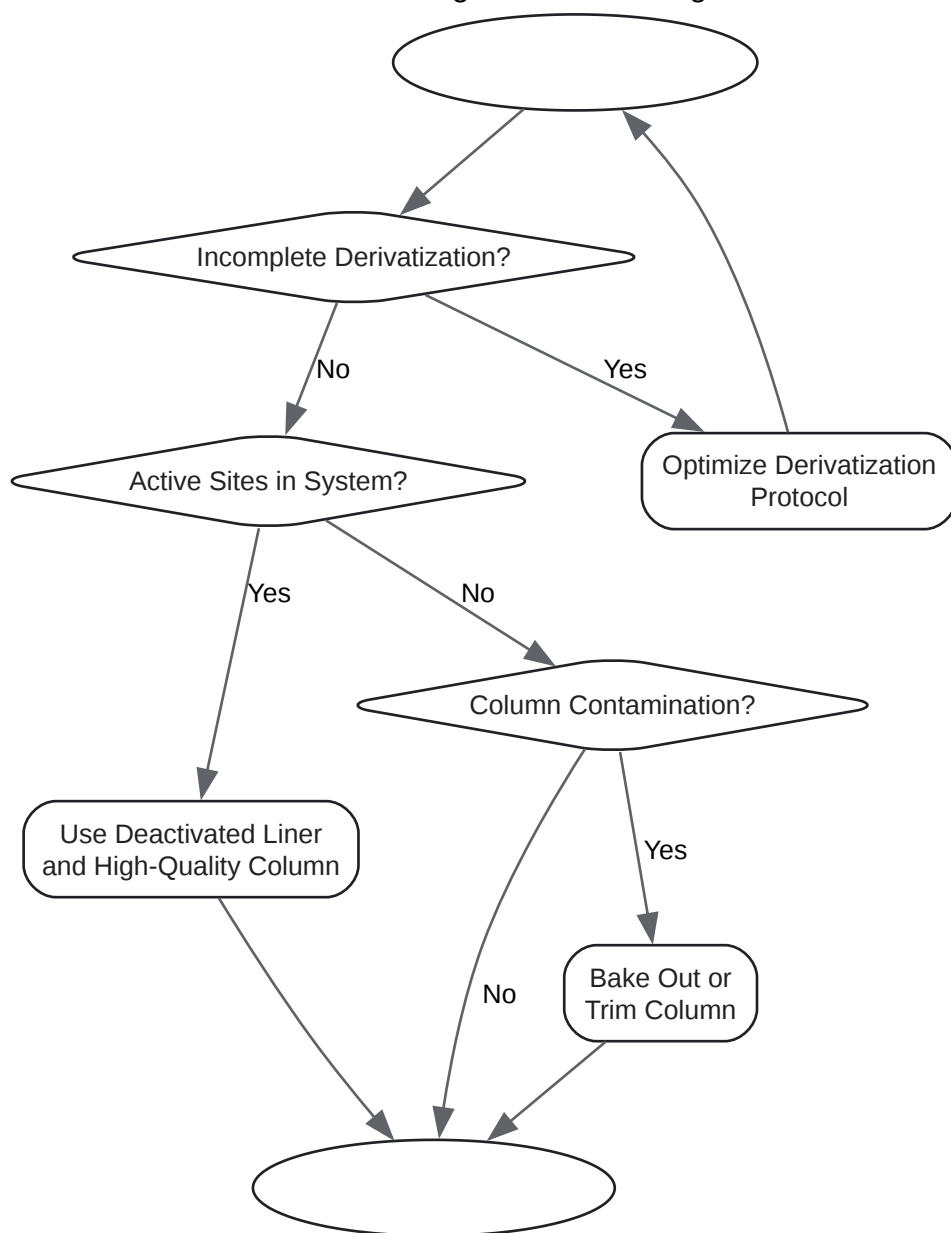 Incomplete Derivatization?
No
Yes
Active Sites in System?
Optimize Derivatization
Protocol
Yes
No
Column Contamination?
Use Deactivated Liner
and High-Quality Column
Yes
No
Bake Out or
Trim Column